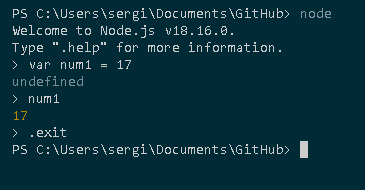 PS C:\Users\sergi\Documents\GitHub> node
Welcome to Node.js v18.16.0.
Type ".help" for more information.
> var num1 = 17
undefined
> num1
17
> .exit
PS C:\Users\sergi\Documents\GitHub>